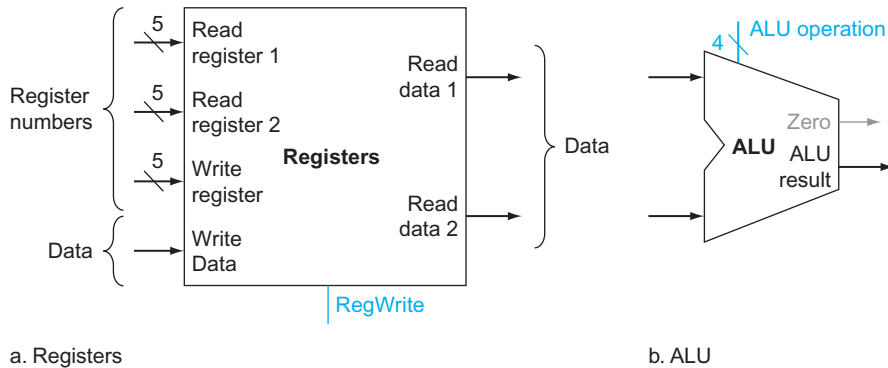 Register
numbers
Data
5
Read
register 1
5
Read
register 2
5
Write
register
Write
Data
Registers
Read
data 1
Read
data 2
RegWrite
Data
4
ALU operation
Zero
ALU
ALU
result
a. Registers
b. ALU